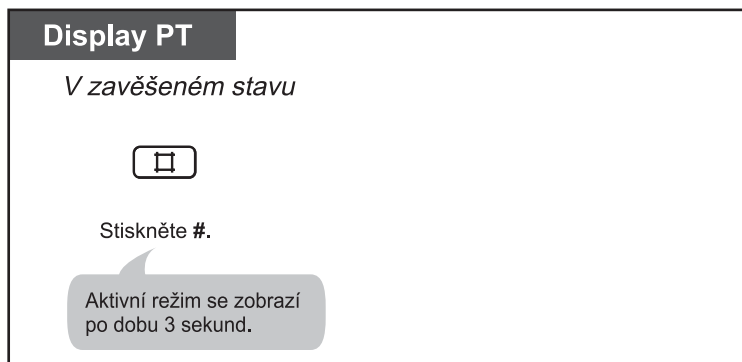 Display PT
V zavěšeném stavu
Stiskněte #.
Aktivní režim se zobrazí
po dobu 3 sekund.